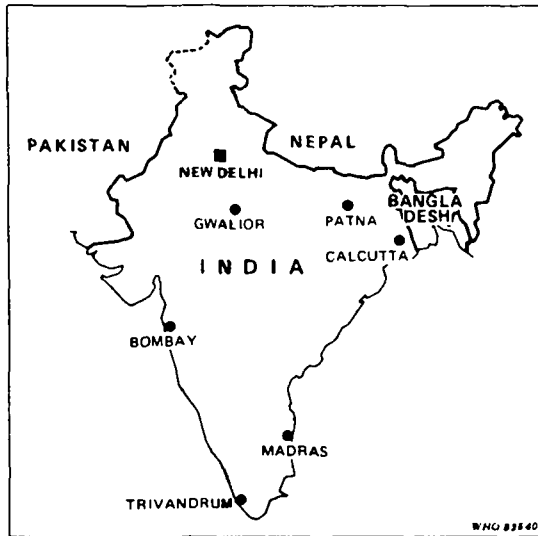 PAKISTAN
NEPAL
NEW DELHI
GWALIOR
PATNA
BANGLA
DESH
CALCUTTA
INDIA
BOMBAY
MADRAS
TRIVANDRUM
WHO 83540